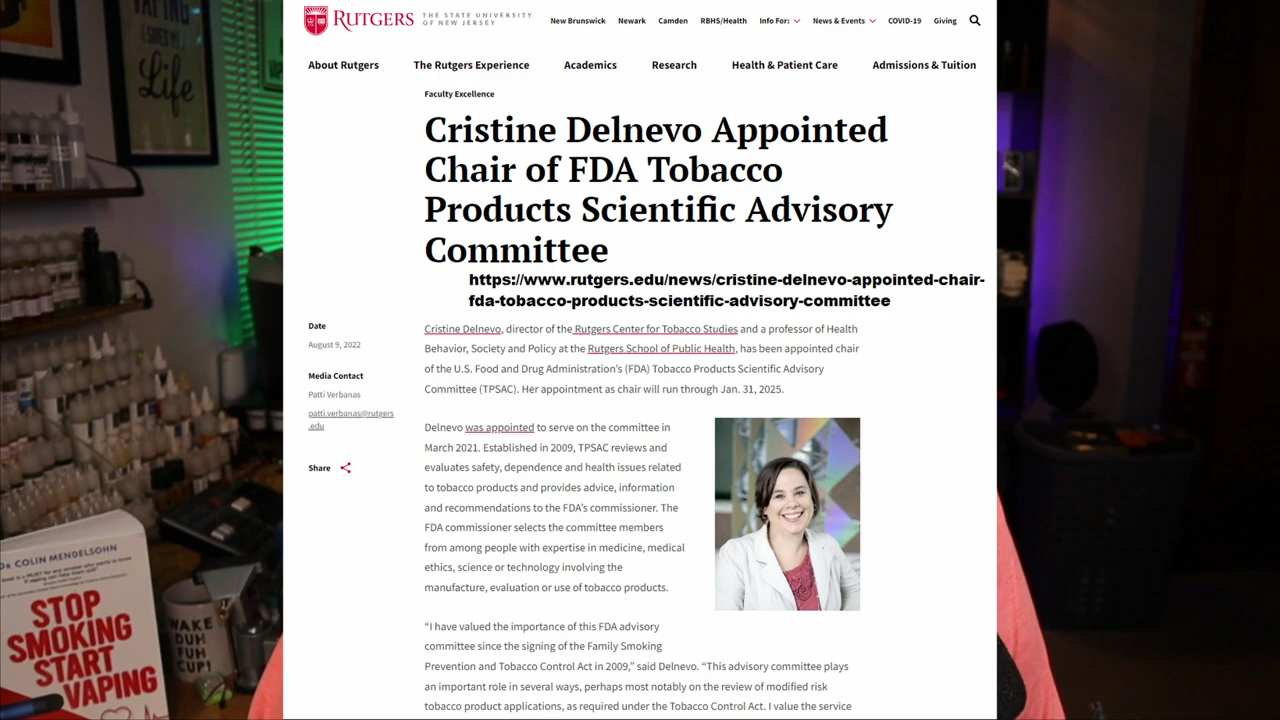 VAPING
(SAVED MY)
Life
RUTGERS
THE STATE UNIVERSITY
OF NEW JERSEY
New Brunswick Newark Camden RBHS/Health Info For: News & Events COVID-19 Giving
About Rutgers The Rutgers Experience Academics Research Health & Patient Care Admissions & Tuition
Faculty Excellence
Cristine Delnevo Appointed
Chair of FDA Tobacco
Products Scientific Advisory
Committee
https://www.rutgers.edu/news/cristine-delnevo-appointed-chair-
fda-tobacco-products-scientific-advisory-committee
Date
August 9, 2022
Media Contact
Patti Verbanas
patti.verbanas@rutgers
.edu
Share
Cristine Delnevo, director of the Rutgers Center for Tobacco Studies and a professor of Health
Behavior, Society and Policy at the Rutgers School of Public Health, has been appointed chair
of the U.S. Food and Drug Administration's (FDA) Tobacco Products Scientific Advisory
Committee (TPSAC). Her appointment as chair will run through Jan. 31, 2025.
Delnevo was appointed to serve on the committee in
March 2021. Established in 2009, TPSAC reviews and
evaluates safety, dependence and health issues related
to tobacco products and provides advice, information
and recommendations to the FDA's commissioner. The
FDA commissioner selects the committee members
from among people with expertise in medicine, medical
ethics, science or technology involving the
manufacture, evaluation or use of tobacco products.
“I have valued the importance of this FDA advisory
committee since the signing of the Family Smoking
Prevention and Tobacco Control Act in 2009,” said Delnevo. “This advisory committee plays
an important role in several ways, perhaps most notably on the review of modified risk
tobacco product applications, as required under the Tobacco Control Act. I value the service
COLIN MENDELSOHN
STOP
SMOKING
START
VAPING
WAKE
DUH
FUH
CUP!